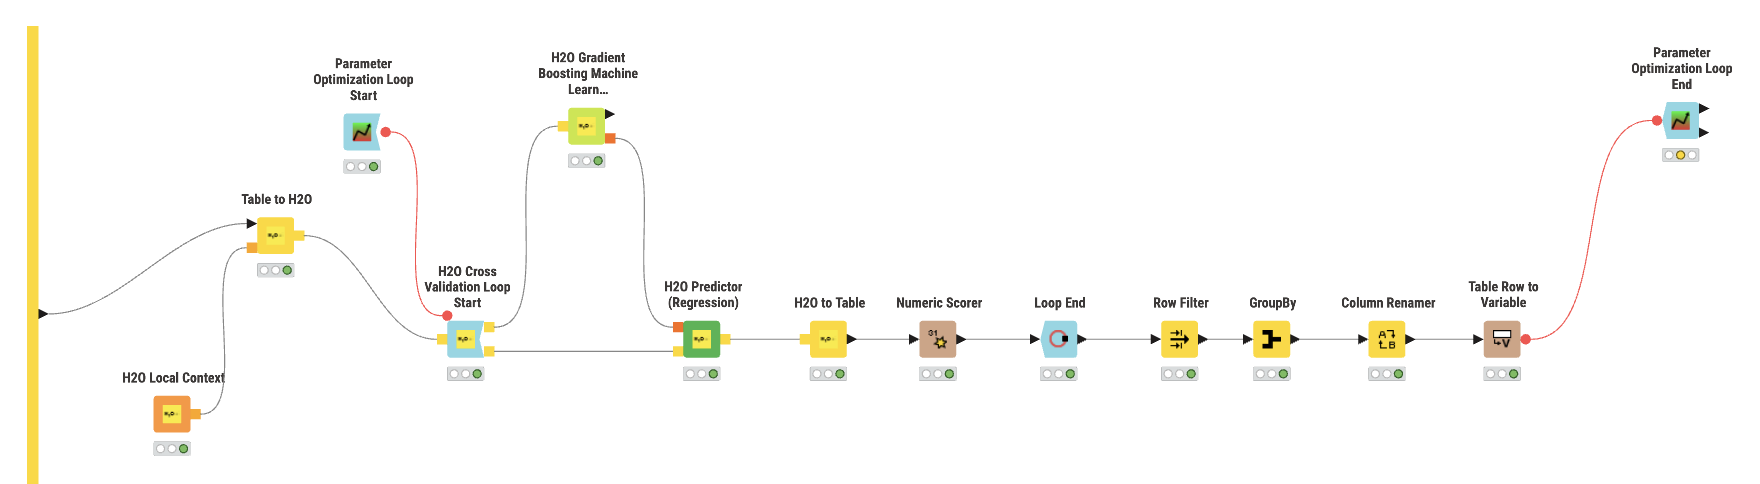 Parameter
Optimization Loop
Start
H2O Gradient
Boosting Machine
Learn...
Parameter
Optimization Loop
End
Table to H2O
H2O Cross
Validation Loop
Start
H2O Predictor
(Regression)
H2O to Table
Numeric Scorer
Loop End
Row Filter
GroupBy
Column Renamer
Table Row to
Variable
H2O Local Context